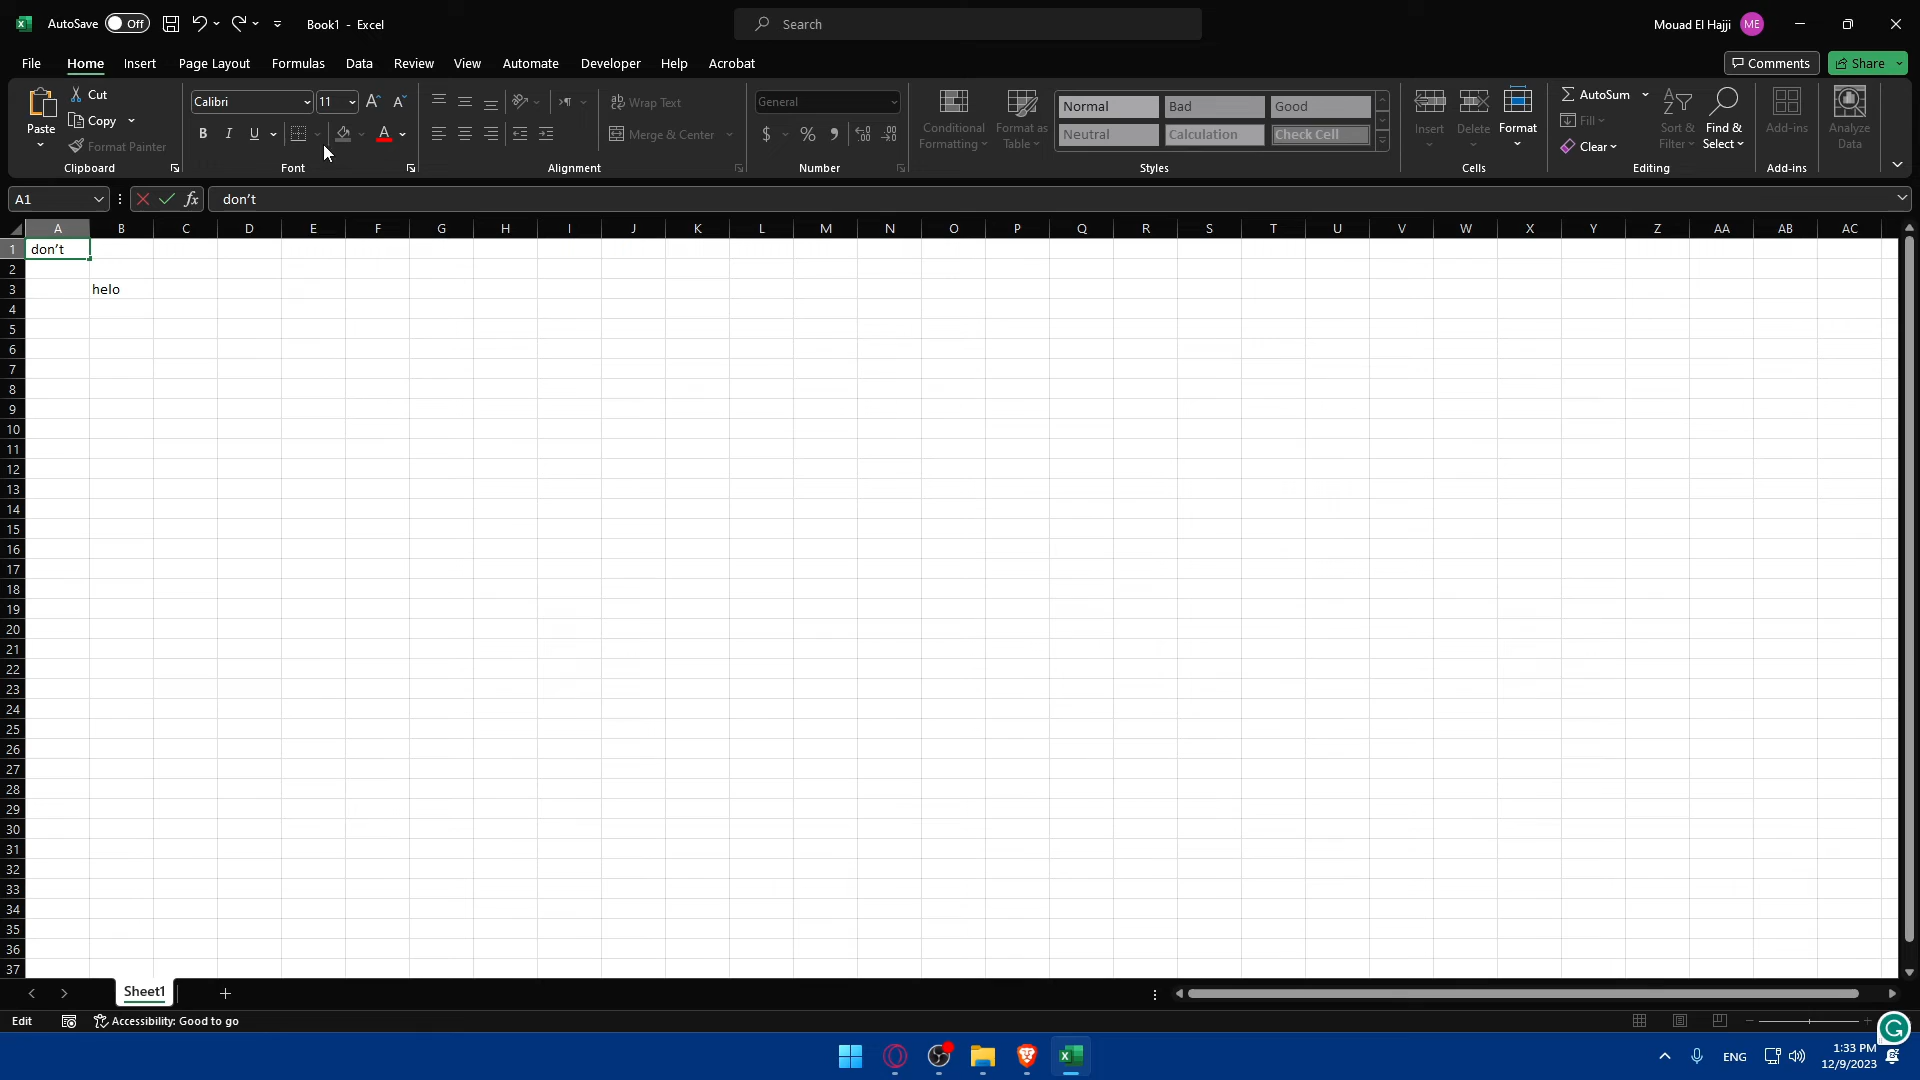 AutoSave Off Book1 - Excel Search Mouad El Hajji ME
File Home Insert Page Layout Formulas Data Review View Automate Developer Help Acrobat Comments Share
Paste Cut Copy Format Painter Clipboard
Calibri 11 B I U A Font
Wrap Text Merge & Center Alignment
General $ % Number
Conditional Formatting Format as Table Normal Bad Good Neutral Calculation Check Cell Styles
Insert Delete Format Cells
AutoSum Fill Clear Sort & Filter Find & Select Editing
Add-ins Add-ins
Analyze Data
A1 fx don’t
A B C D E F G H I J K L M N O P Q R S T U V W X Y Z AA AB AC
1 don’t
2
3 helo
4
5
6
7
8
9
10
11
12
13
14
15
16
17
18
19
20
21
22
23
24
25
26
27
28
29
30
31
32
33
34
35
36
37
Sheet1
Edit Accessibility: Good to go
ENG 1:33 PM
12/9/2023